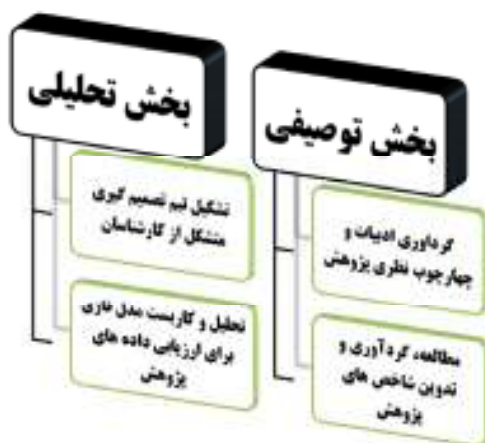 بخش توصیفی
گردآوری ادبیات و
چهارچوب نظری پژوهش
مطالعه، گردآوری و
تدوین شاخص های
پژوهش
بخش تحلیلی
تشکیل تیم تصمیم گیری
متشکل از کارشناسان
تحلیل و کاربست مدل فازی
برای ارزیابی داده های
پژوهش